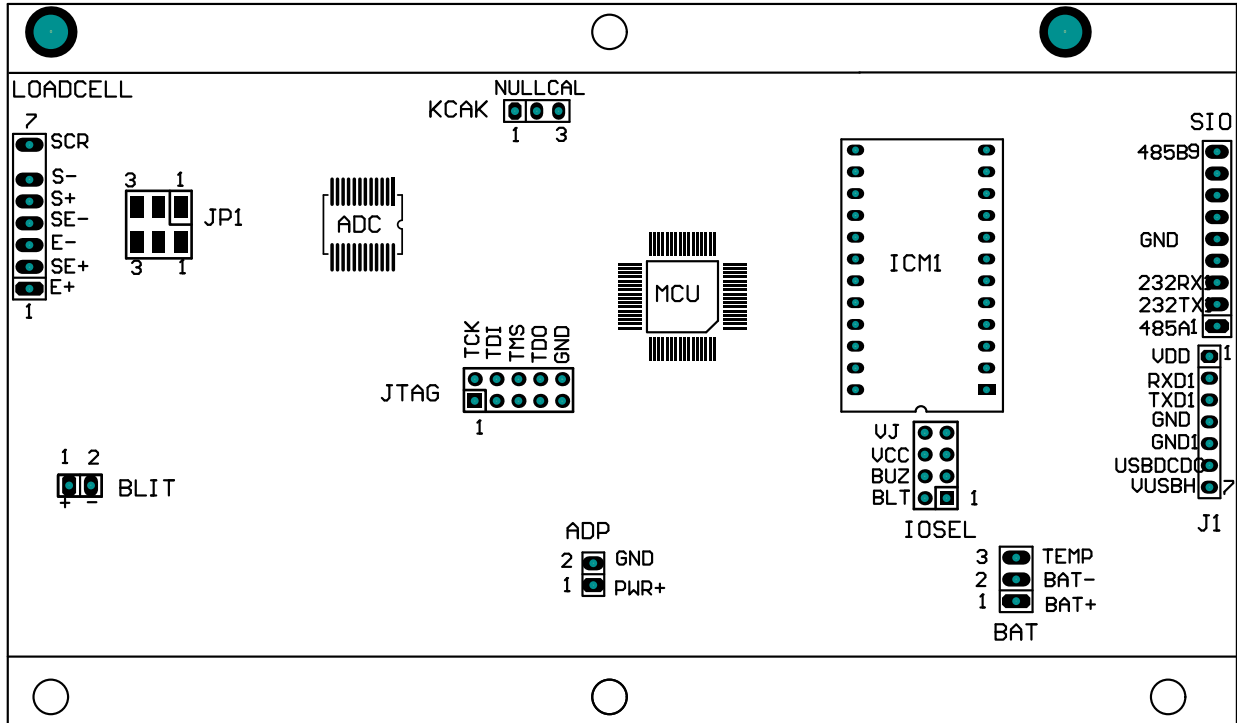 LOADCELL
7
SCR
S-
S+
SE-
E-
SE+
E+
1
3 1
JP1
3 1
ADC
NULLCAL
KCAK
1 3
MCU
ICM1
SIO
485B9
GND
232RX1
232TX1
485A1
VDD 1
RXD1
TXD1
GND
GND1
USBDCDO
VUSBH 7
J1
TCK
TDI
TMS
TDO
GND
JTAG
1
VJ
VCC
BUZ
BLT 1
IOSEL
1 2
BLIT
+ -
ADP
2 GND
1 PWR+
3 TEMP
2 BAT-
1 BAT+
BAT